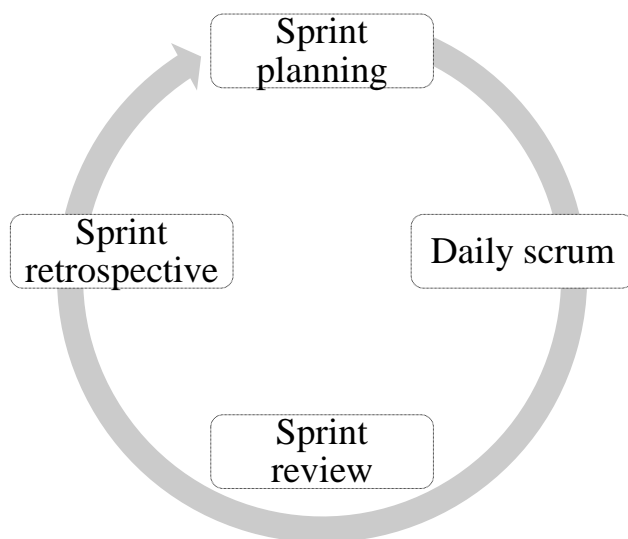 Sprint
planning
Daily scrum
Sprint
review
Sprint
retrospective